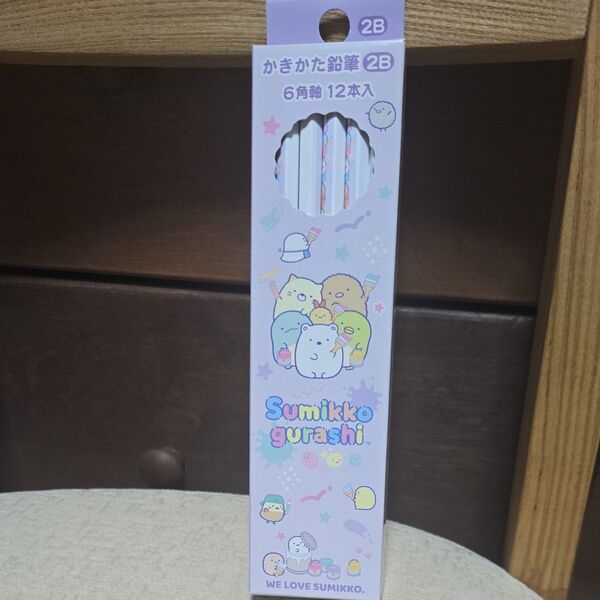 2B
かきかた鉛筆 2B
6角軸 12本入
Sumikko
gurashi™
WE LOVE SUMIKKO.